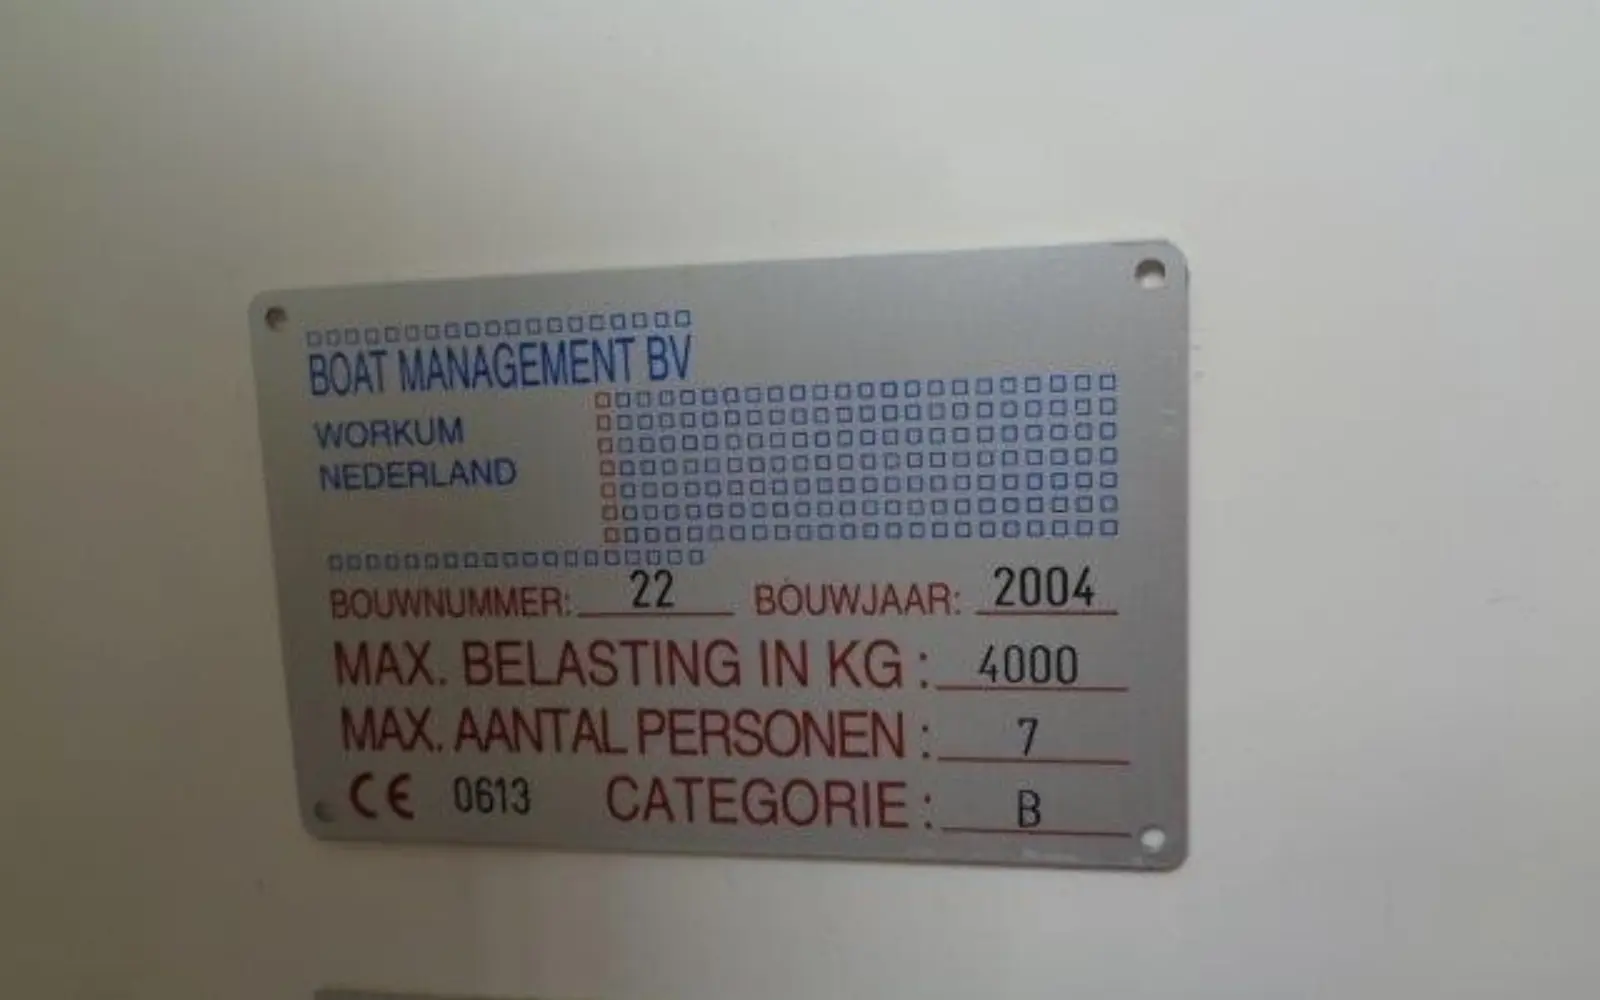 BOAT MANAGEMENT BV
WORKUM
NEDERLAND
BOUWNUMMER: 22 BOUWJAAR: 2004
MAX. BELASTING IN KG : 4000
MAX. AANTAL PERSONEN : 7
CE 0613 CATEGORIE : B